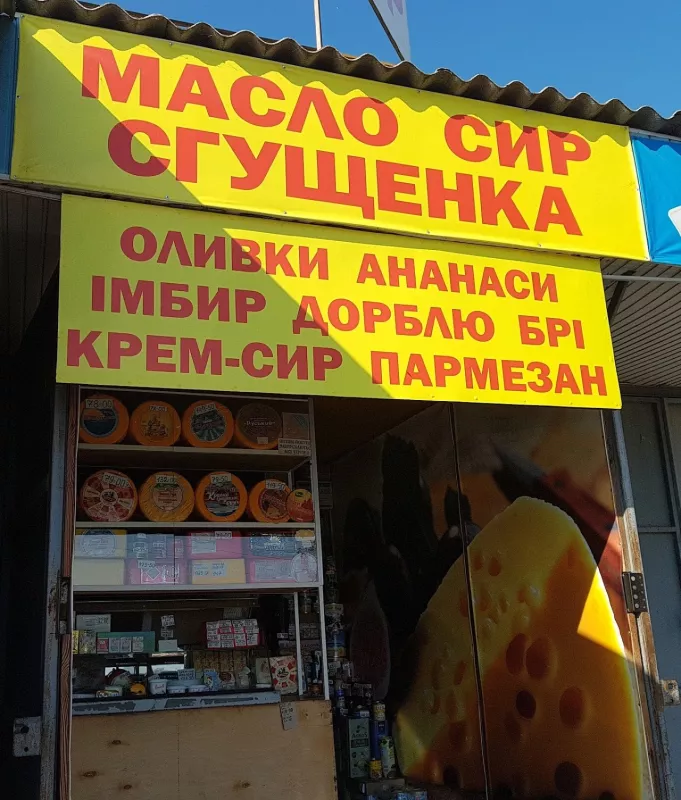 МАСЛО СИР
СГУЩЕНКА
ОЛИВКИ АНАНАСИ
ІМБИР ДОРБЛЮ БРІ
КРЕМ-СИР ПАРМЕЗАН